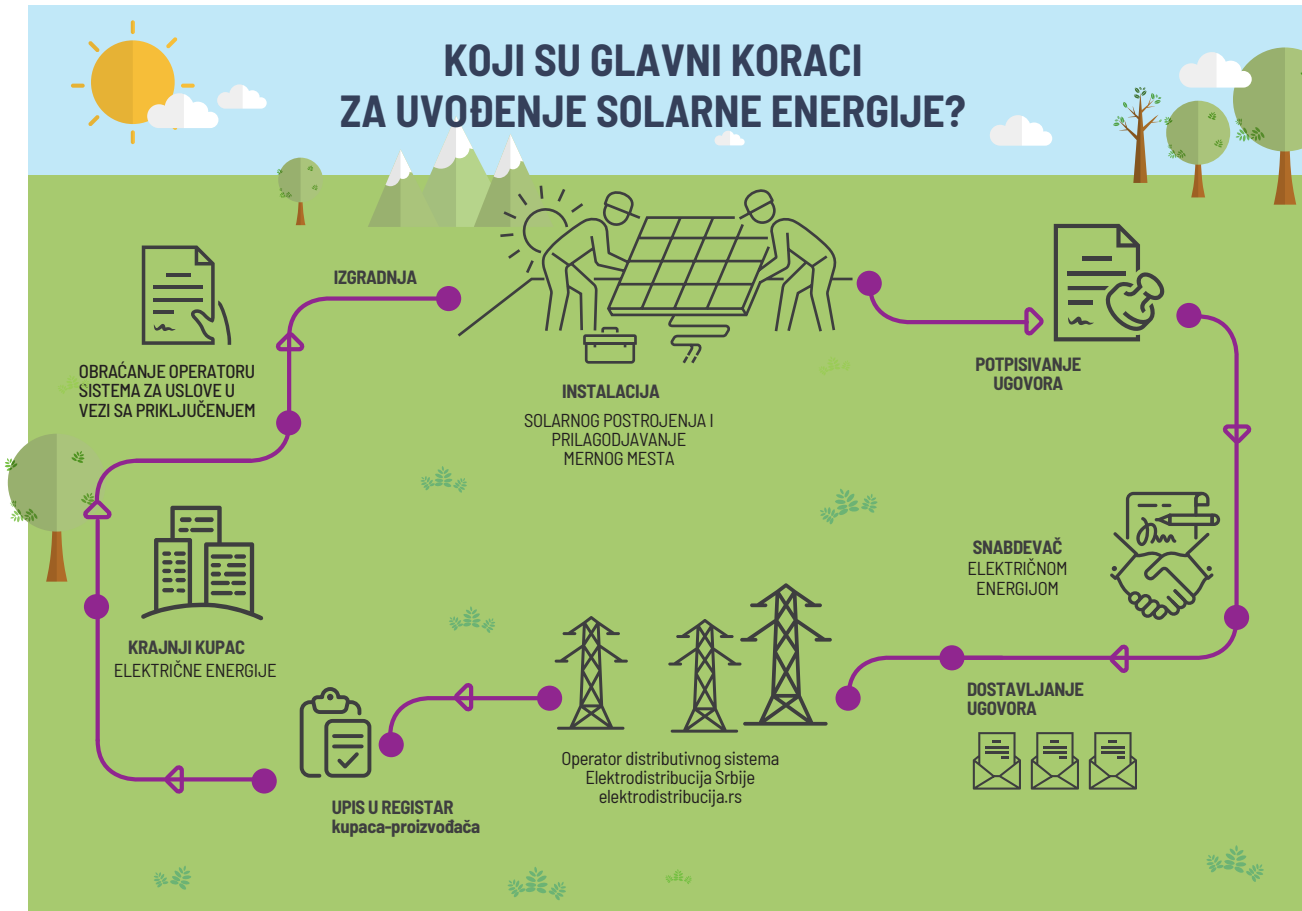 KOJI SU GLAVNI KORACI
ZA UVOĐENJE SOLARNE ENERGIJE?
IZGRADNJA
OBRAĆANJE OPERATORU
SISTEMA ZA USLOVE U
VEZI SA PRIKLJUČENJEM
INSTALACIJA
SOLARNOG POSTROJENJA I
PRILAGODJAVANJE
MERNOG MESTA
POTPISIVANJE
UGOVORA
SNABDEVAČ
ELEKTRIČNOM
ENERGIJOM
KRAJNJI KUPAC
ELEKTRIČNE ENERGIJE
DOSTAVLJANJE
UGOVORA
Operator distributivnog sistema
Elektrodistribucija Srbije
elektrodistribucija.rs
UPIS U REGISTAR
kupaca-proizvođača